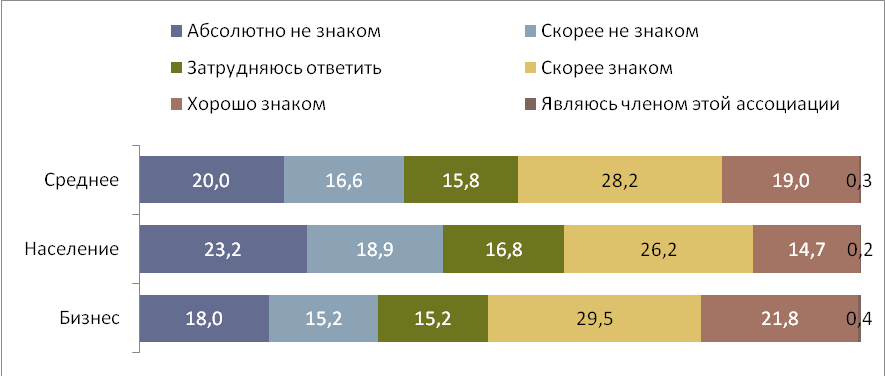 Абсолютно не знаком
Скорее не знаком
Затрудняюсь ответить
Скорее знаком
Хорошо знаком
Являюсь членом этой ассоциации
Среднее 20,0 16,6 15,8 28,2 19,0 0,3
Население 23,2 18,9 16,8 26,2 14,7 0,2
Бизнес 18,0 15,2 15,2 29,5 21,8 0,4